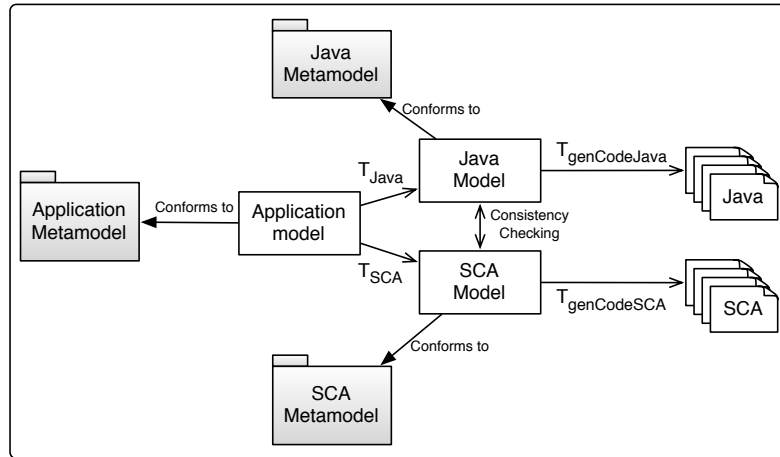 Java
Metamodel
Conforms to
T_Java
Java
Model
T_genCodeJava
Java
Application
Metamodel
Conforms to
Application
model
Consistency
Checking
T_SCA
SCA
Model
T_genCodeSCA
SCA
Conforms to
SCA
Metamodel